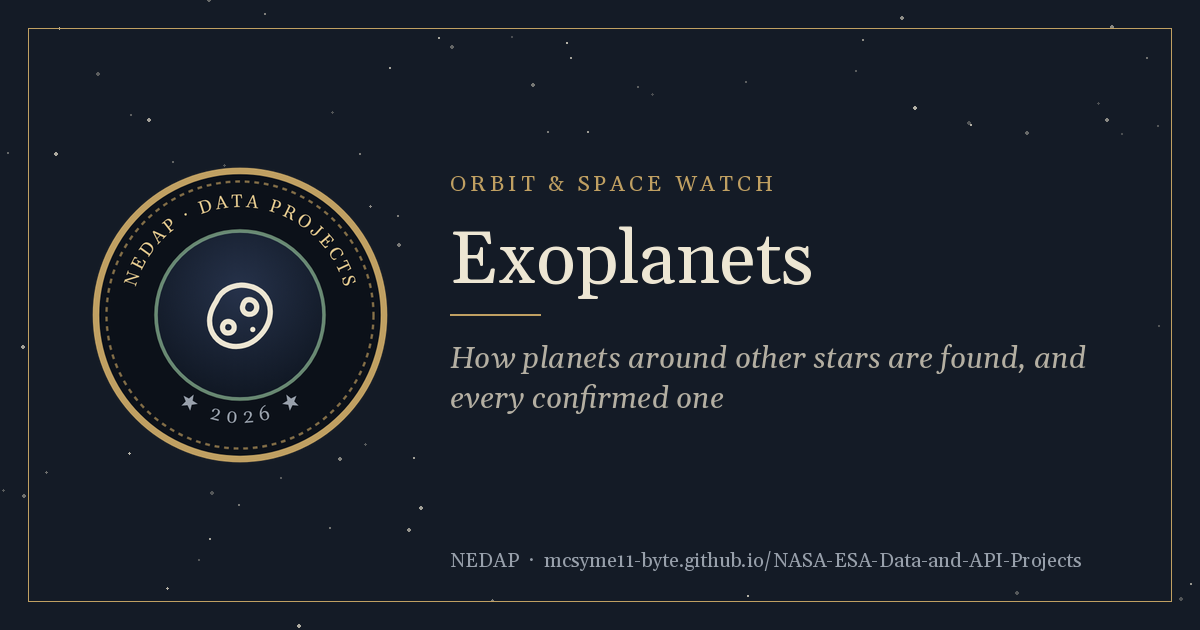 NEDAP · DATA PROJECTS
★ 2026 ★
ORBIT & SPACE WATCH
Exoplanets
How planets around other stars are found, and
every confirmed one
NEDAP · mcsyme11-byte.github.io/NASA-ESA-Data-and-API-Projects